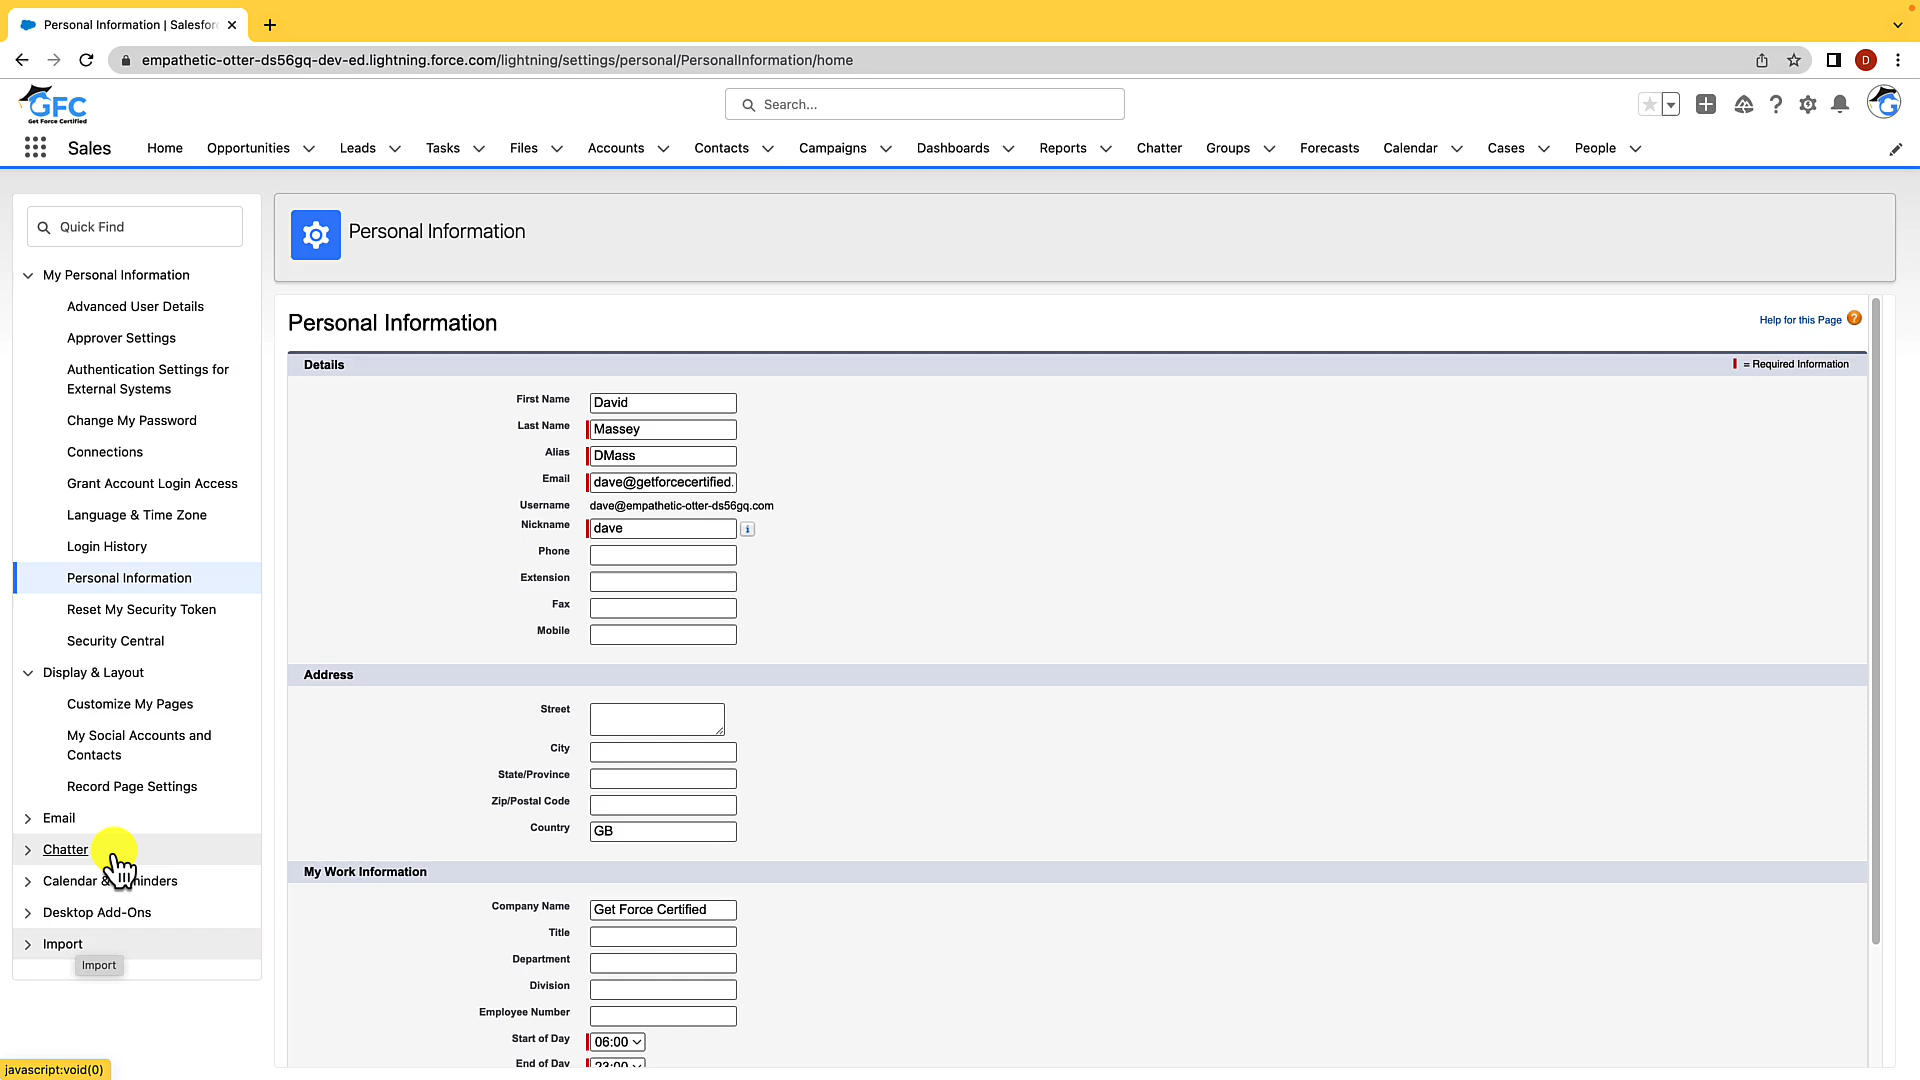 Personal Information | Salesfor
empathetic-otter-ds56gq-dev-ed.lightning.force.com/lightning/settings/personal/PersonalInformation/home
D
GFC
Get Force Certified
Search...
Sales
Home
Opportunities
Leads
Tasks
Files
Accounts
Contacts
Campaigns
Dashboards
Reports
Chatter
Groups
Forecasts
Calendar
Cases
People
Quick Find
My Personal Information
Advanced User Details
Approver Settings
Authentication Settings for
External Systems
Change My Password
Connections
Grant Account Login Access
Language & Time Zone
Login History
Personal Information
Reset My Security Token
Security Central
Display & Layout
Customize My Pages
My Social Accounts and
Contacts
Record Page Settings
Email
Chatter
Calendar & inders
Desktop Add-Ons
Import
Import
javascript:void(0)
Personal Information
Personal Information
Help for this Page ?
Details
= Required Information
First Name David
Last Name Massey
Alias DMass
Email dave@getforcecertified.
Username dave@empathetic-otter-ds56gq.com
Nickname dave i
Phone
Extension
Fax
Mobile
Address
Street
City
State/Province
Zip/Postal Code
Country GB
My Work Information
Company Name Get Force Certified
Title
Department
Division
Employee Number
Start of Day 06:00
End of Day 23:00